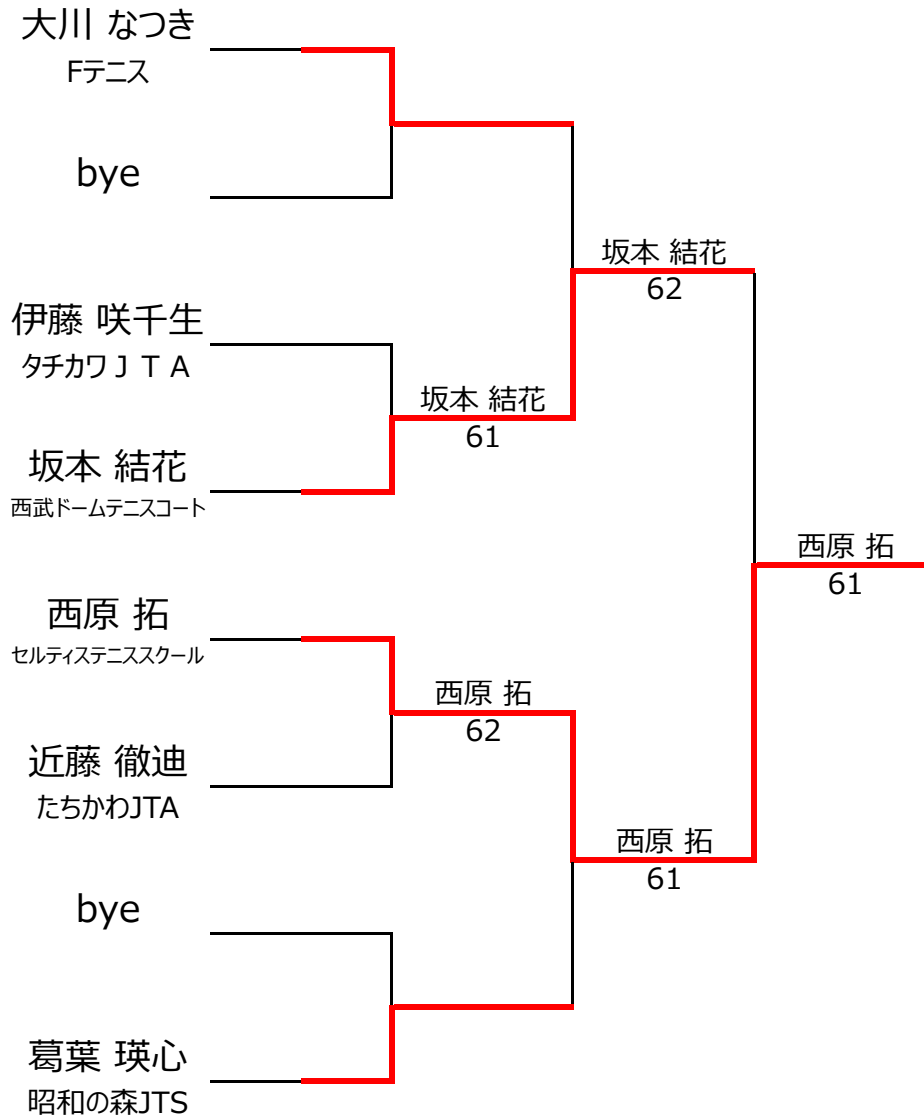 大川 なつき
Fテニス
bye
伊藤 咲千生
タチカワＪＴＡ
坂本 結花
西武ドームテニスコート
西原 拓
セルティステニススクール
近藤 徹迪
たちかわJTA
bye
葛葉 瑛心
昭和の森JTS
坂本 結花
61
西原 拓
62
坂本 結花
62
西原 拓
61
西原 拓
61